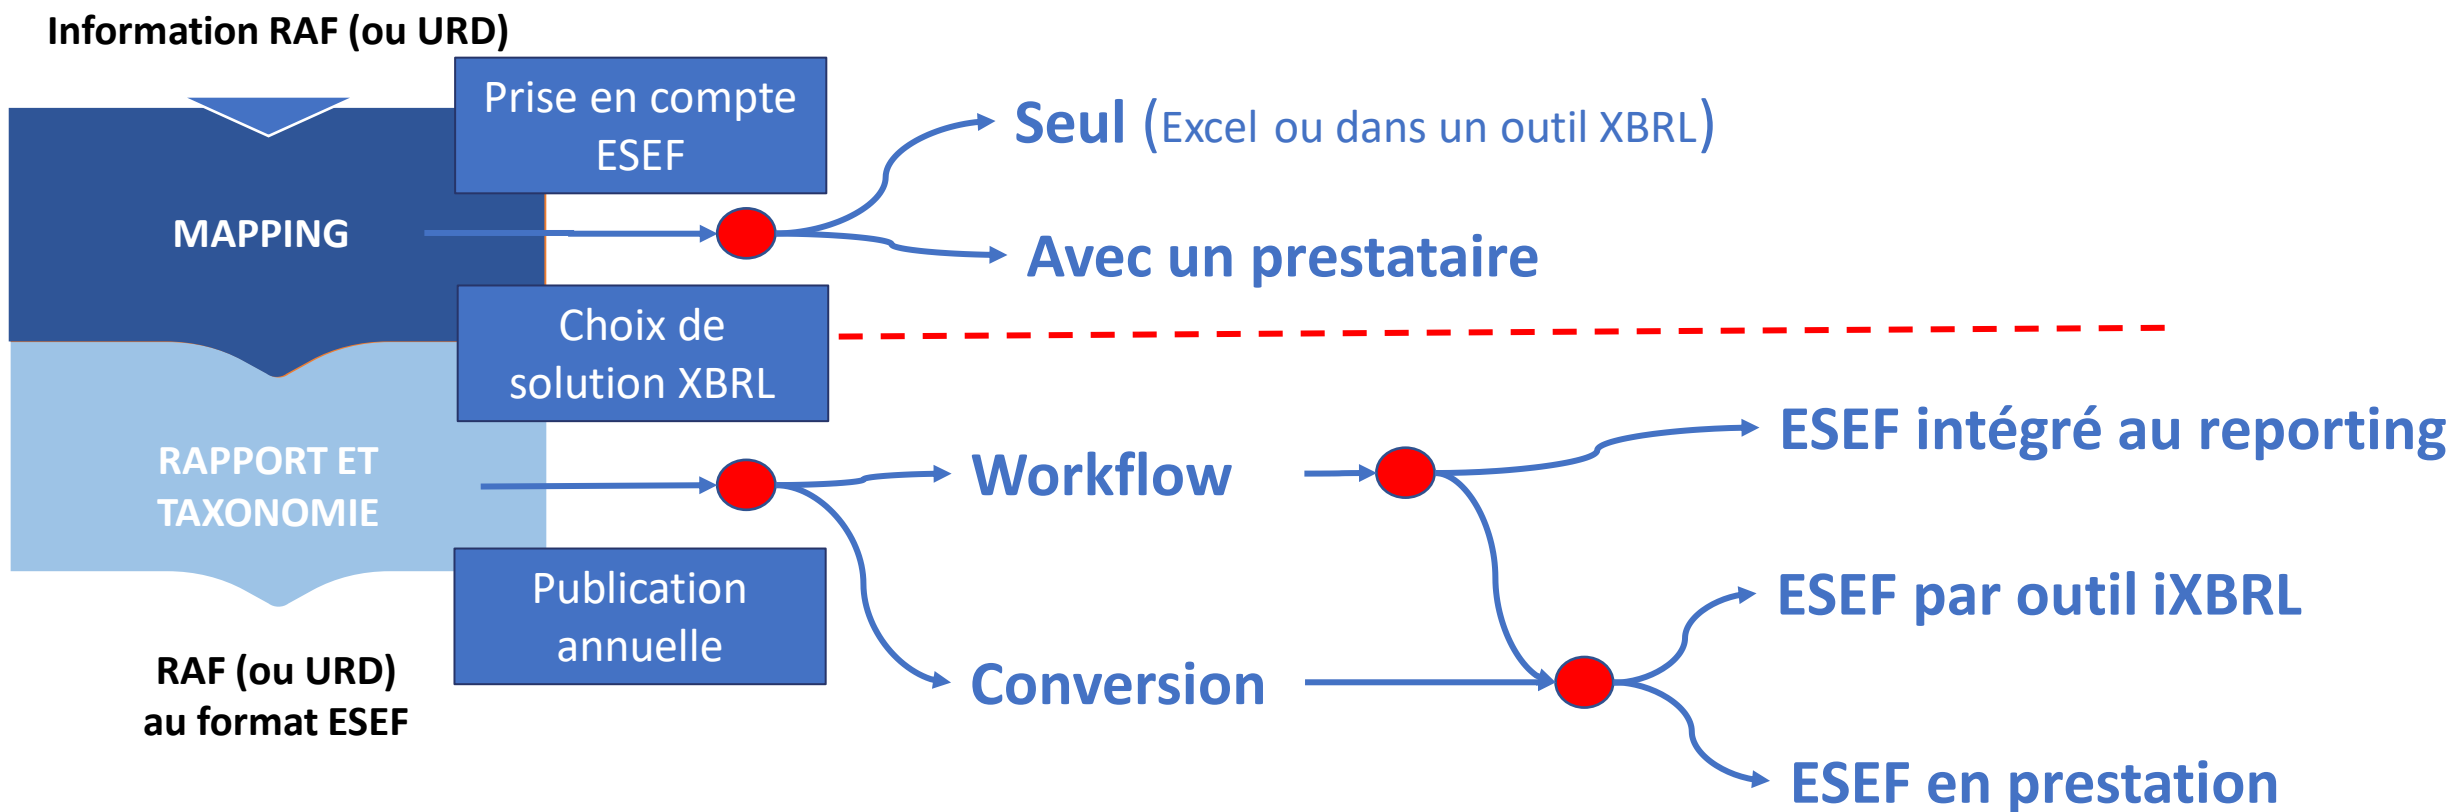 Information RAF (ou URD)
Prise en compte
ESEF
MAPPING
Seul (Excel ou dans un outil XBRL)
Avec un prestataire
Choix de
solution XBRL
RAPPORT ET
TAXONOMIE
Workflow
ESEF intégré au reporting
Publication
annuelle
Conversion
ESEF par outil iXBRL
ESEF en prestation
RAF (ou URD)
au format ESEF